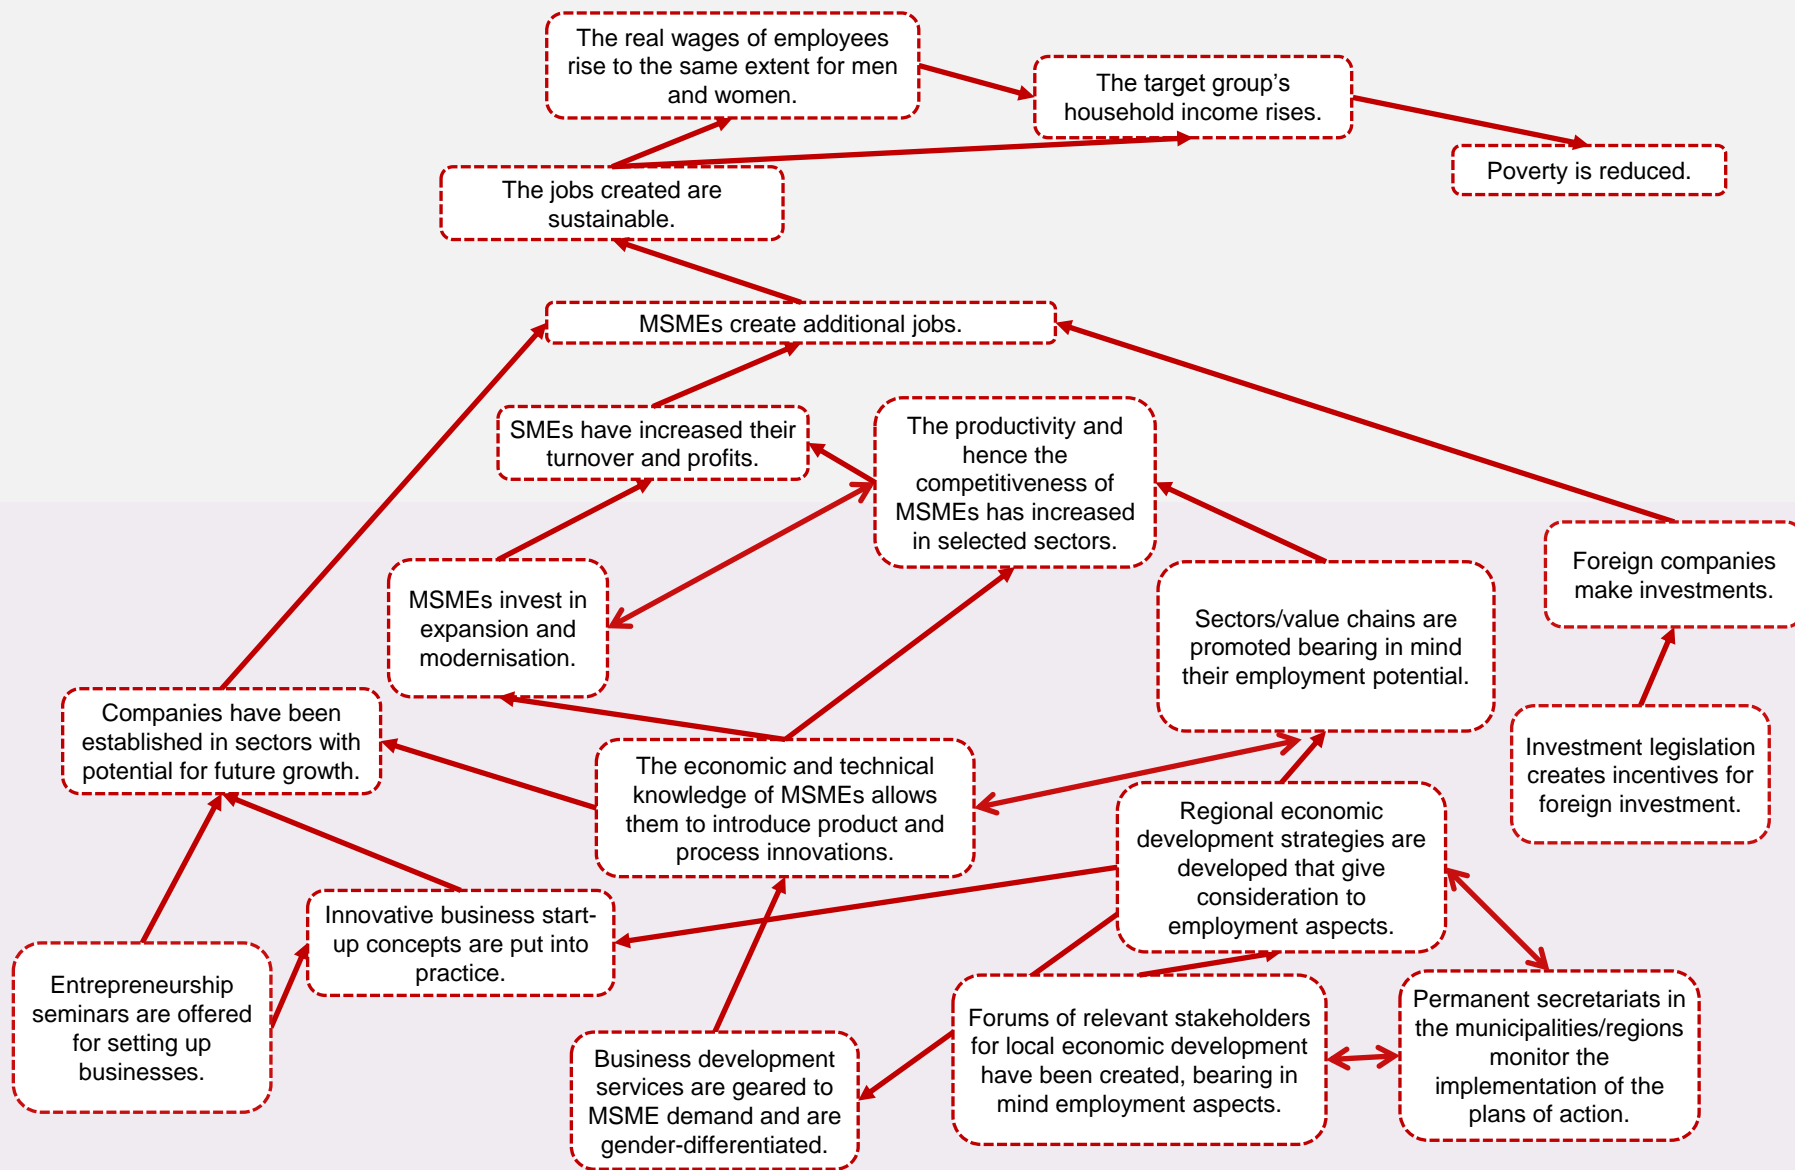 The real wages of employees
rise to the same extent for men
and women.
The target group’s
household income rises.
Poverty is reduced.
The jobs created are
sustainable.
MSMEs create additional jobs.
SMEs have increased their
turnover and profits.
The productivity and
hence the
competitiveness of
MSMEs has increased
in selected sectors.
Foreign companies
make investments.
MSMEs invest in
expansion and
modernisation.
Sectors/value chains are
promoted bearing in mind
their employment potential.
Companies have been
established in sectors with
potential for future growth.
Investment legislation
creates incentives for
foreign investment.
The economic and technical
knowledge of MSMEs allows
them to introduce product and
process innovations.
Regional economic
development strategies are
developed that give
consideration to
employment aspects.
Innovative business start-
up concepts are put into
practice.
Entrepreneurship
seminars are offered
for setting up
businesses.
Business development
services are geared to
MSME demand and are
gender-differentiated.
Forums of relevant stakeholders
for local economic development
have been created, bearing in
mind employment aspects.
Permanent secretariats in
the municipalities/regions
monitor the
implementation of the
plans of action.